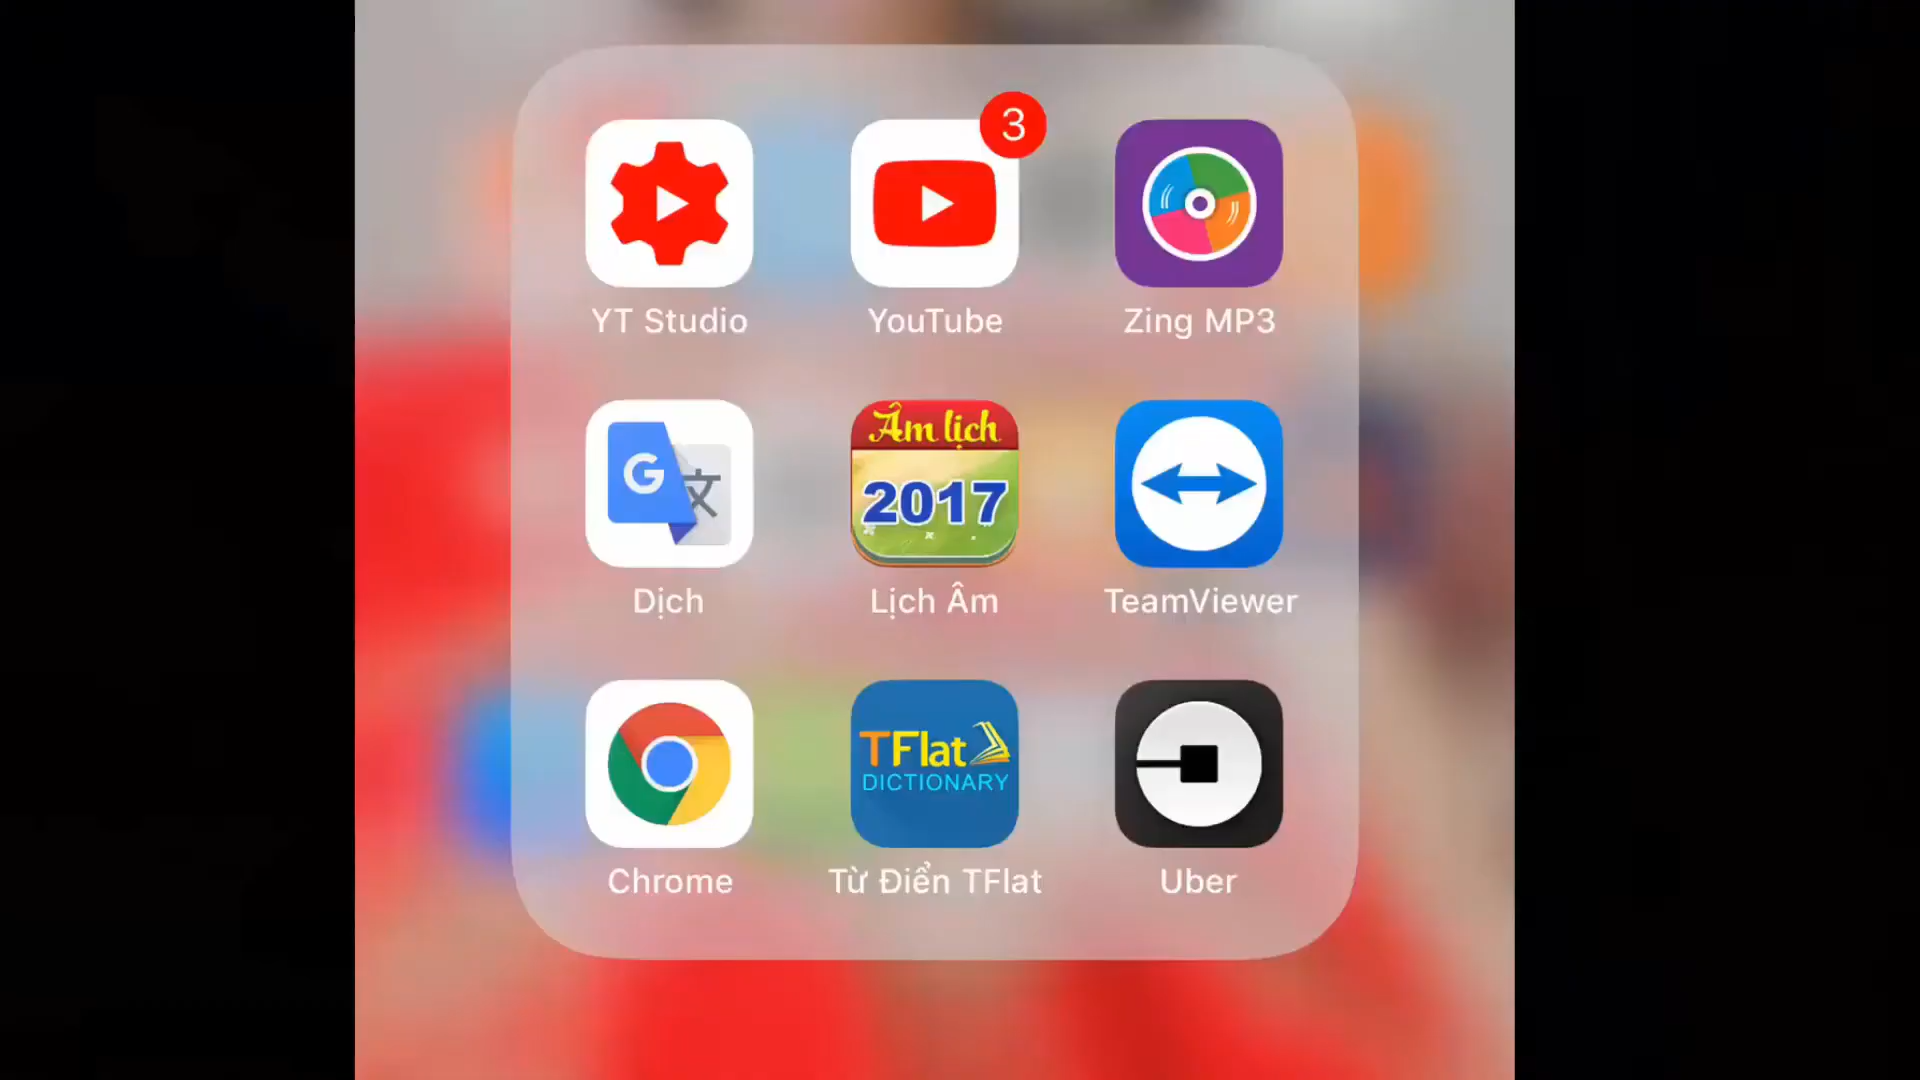 3
YT Studio
YouTube
Zing MP3
G 文
Âm lịch
2017
Dịch
Lịch Âm
TeamViewer
TFlat
DICTIONARY
Chrome
Từ Điển TFlat
Uber